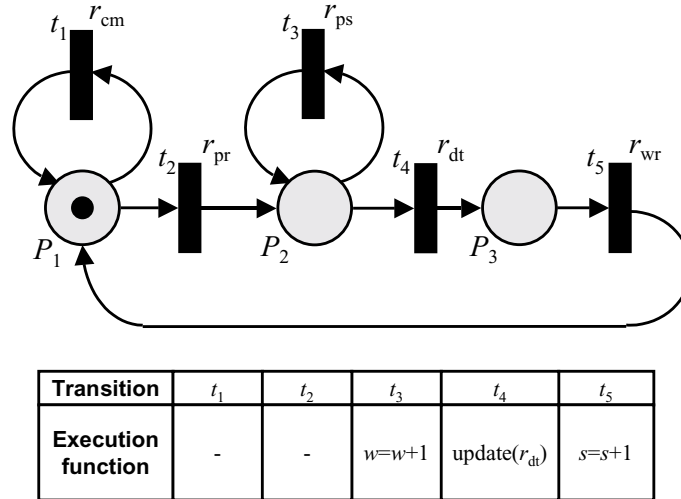 t1 rcm t3 rps
t2 rpr t4 rdt t5 rwr
P1 P2 P3
Transition t1 t2 t3 t4 t5
Execution function - - w=w+1 update(rdt) s=s+1